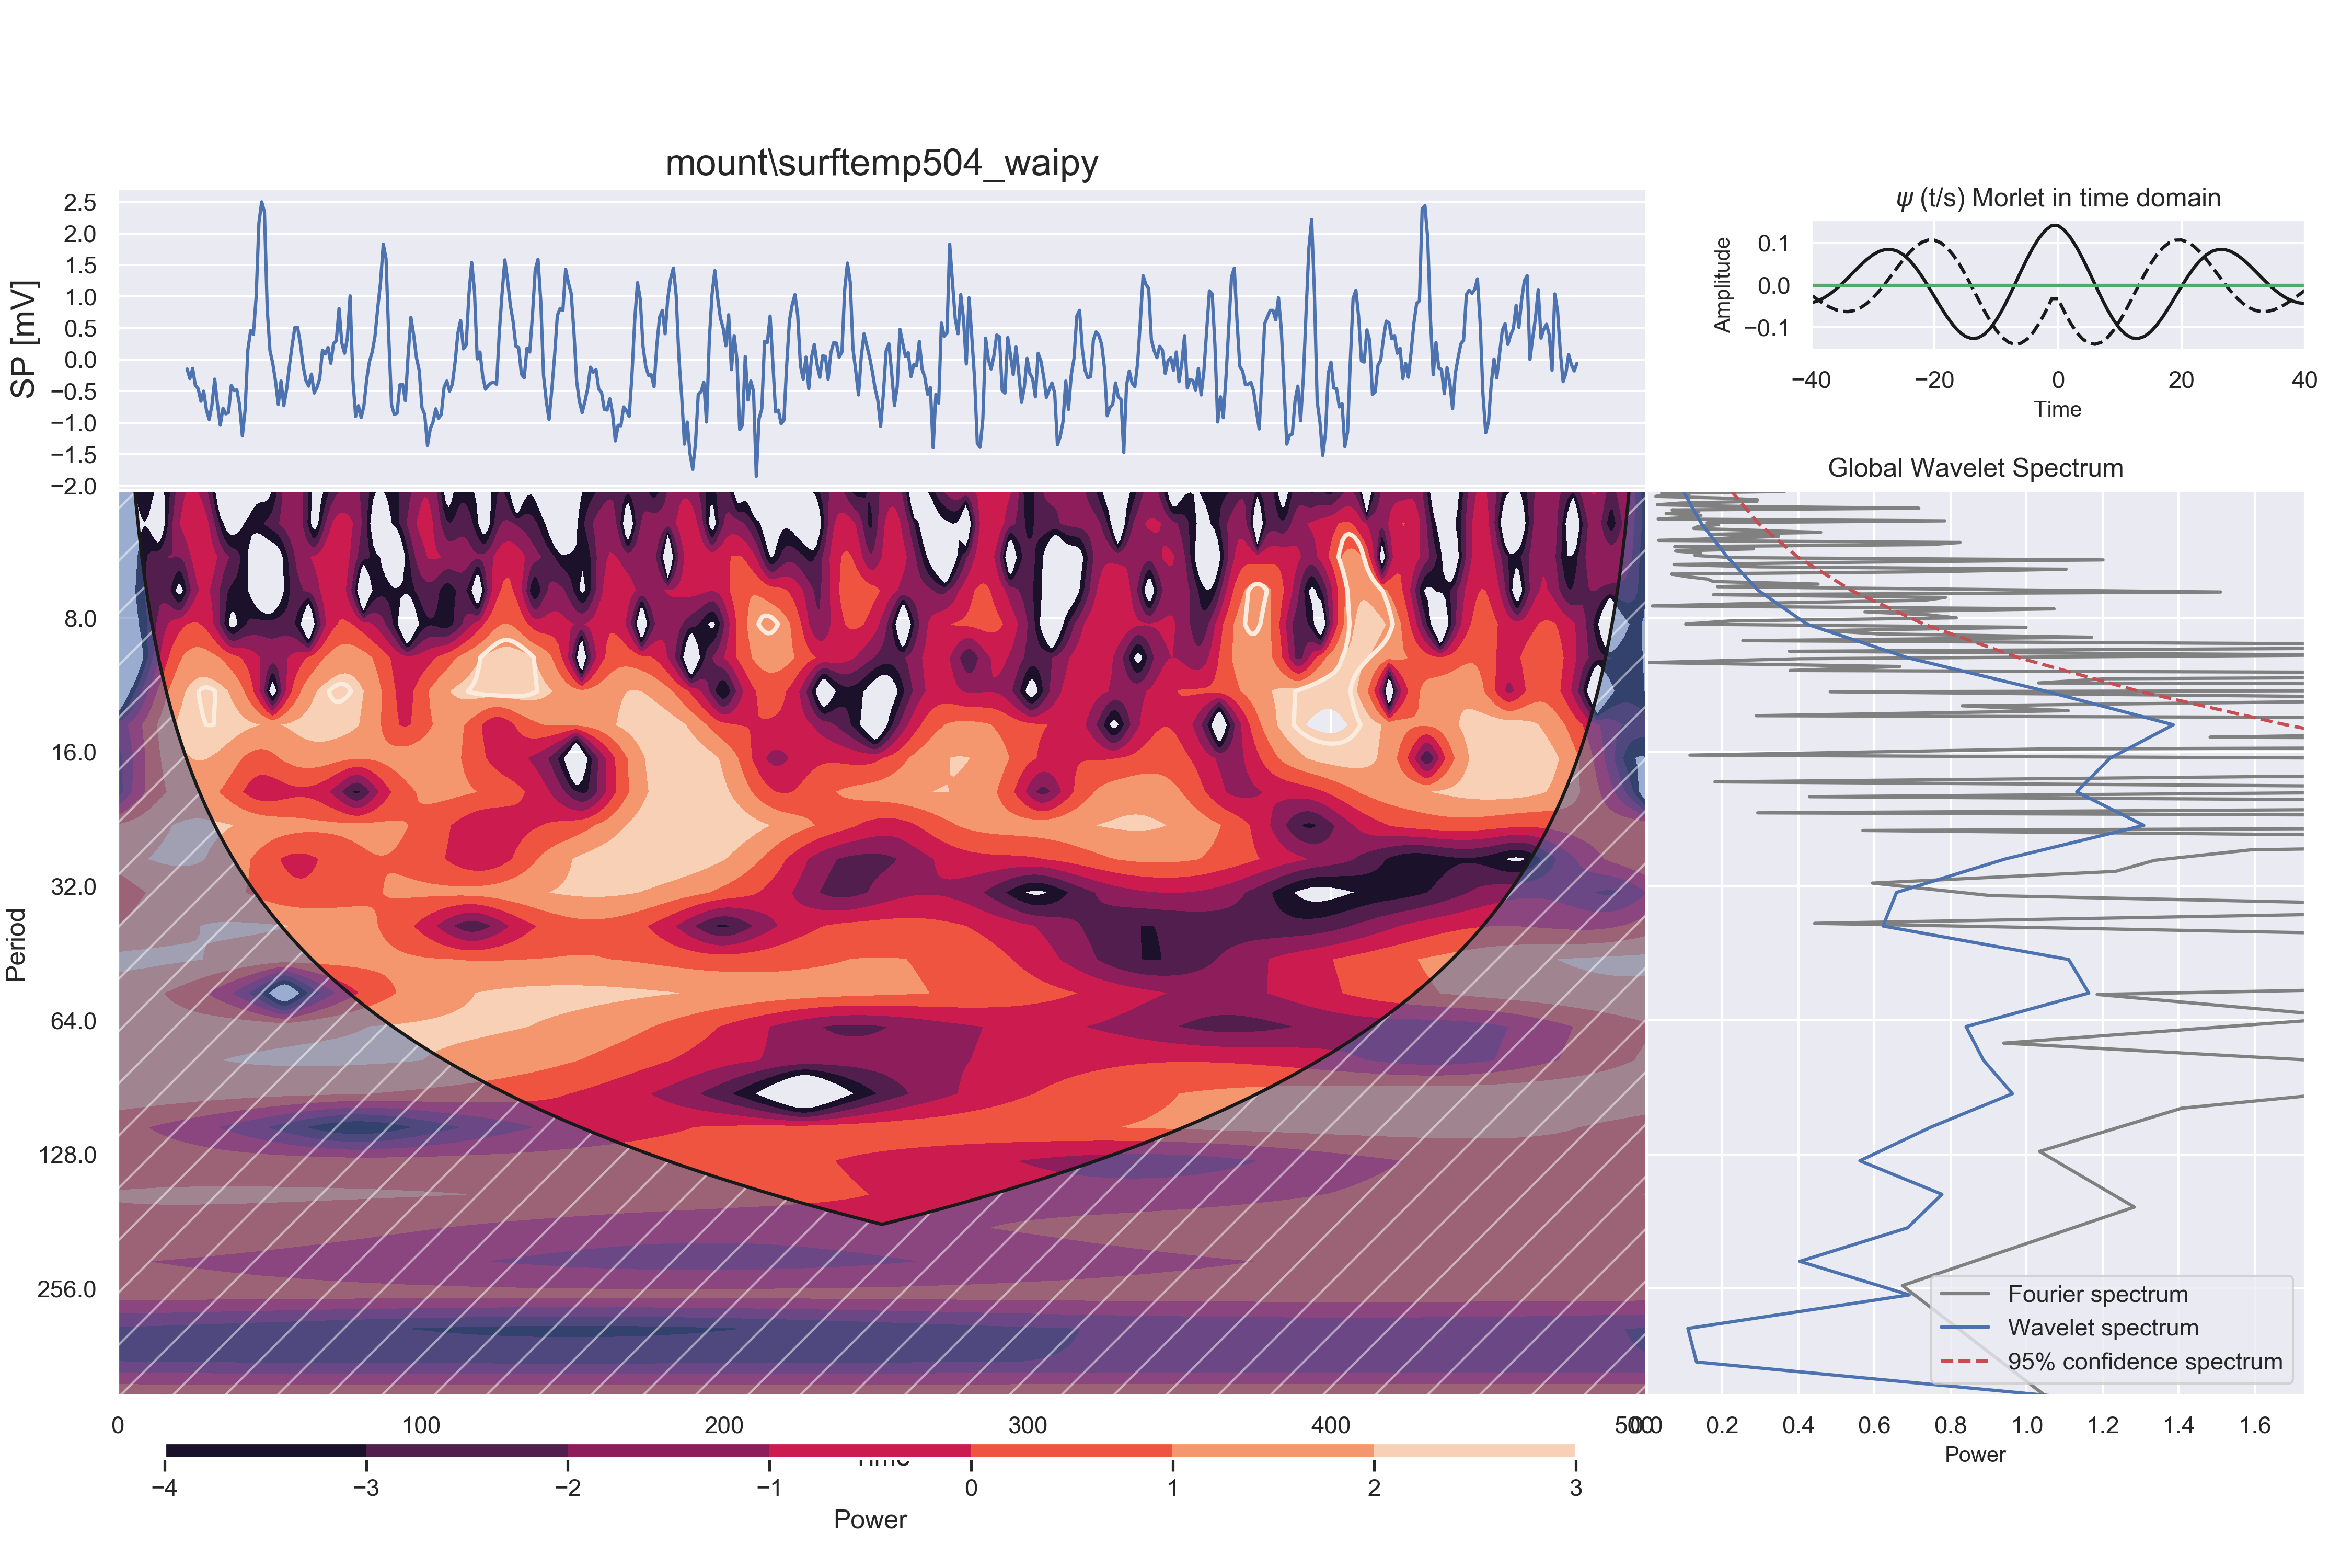 mount\surftemp504_waipy
SP [mV]
2.5
2.0
1.5
1.0
0.5
0.0
−0.5
−1.0
−1.5
−2.0
ψ (t/s) Morlet in time domain
Amplitude
0.1
0.0
−0.1
−40 −20 0 20 40
Time
Global Wavelet Spectrum
Period
8.0
16.0
32.0
64.0
128.0
256.0
0 100 200 300 400 500
Time
Fourier spectrum
Wavelet spectrum
95% confidence spectrum
0.0 0.2 0.4 0.6 0.8 1.0 1.2 1.4 1.6
Power
−4 −3 −2 −1 0 1 2 3
Power